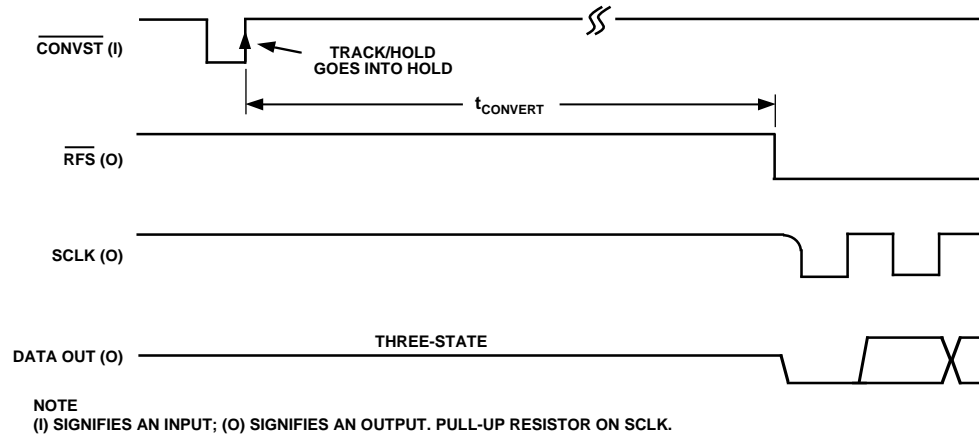 CONVST (I)
TRACK/HOLD
GOES INTO HOLD
tCONVERT
RFS (O)
SCLK (O)
THREE-STATE
DATA OUT (O)
NOTE
(I) SIGNIFIES AN INPUT; (O) SIGNIFIES AN OUTPUT. PULL-UP RESISTOR ON SCLK.